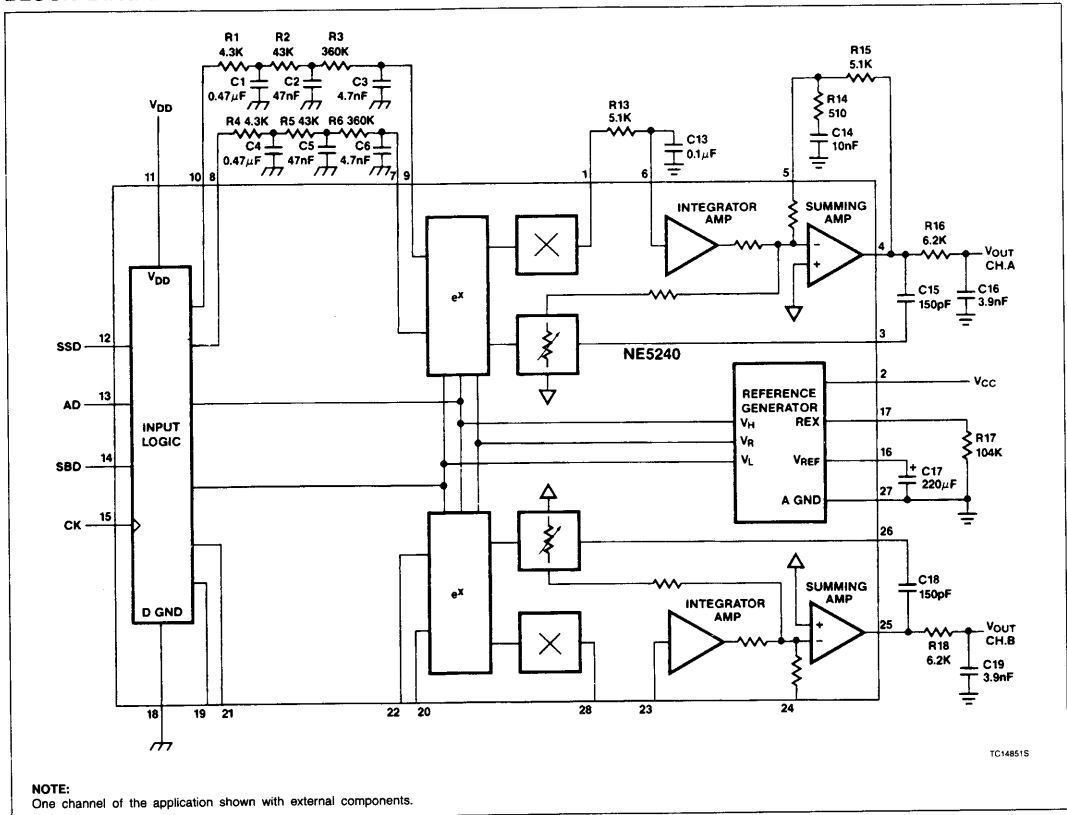 R1
4.3K
R2
43K
R3
360K
C1
0.47μF
C2
47nF
C3
4.7nF
R4 4.3K
R5 43K
R6 360K
C4
0.47μF
C5
47nF
C6
4.7nF
VDD
11
10
8
7
9
R13
5.1K
C13
0.1μF
1
6
R15
5.1K
R14
510
C14
10nF
5
INTEGRATOR
AMP
SUMMING
AMP
−
+
4
R16
6.2K
VOUT
CH.A
C15
150pF
C16
3.9nF
3
VDD
eˣ
NE5240
SSD
12
AD
13
INPUT
LOGIC
SBD
14
CK
15
D GND
REFERENCE
GENERATOR
VH
VR
VL
REX
VREF
A GND
2
VCC
17
R17
104K
16
+
C17
220μF
27
26
eˣ
INTEGRATOR
AMP
SUMMING
AMP
+
−
25
C18
150pF
R18
6.2K
VOUT
CH.B
C19
3.9nF
18
19
21
22
20
28
23
24
TC14851S
NOTE:
One channel of the application shown with external components.